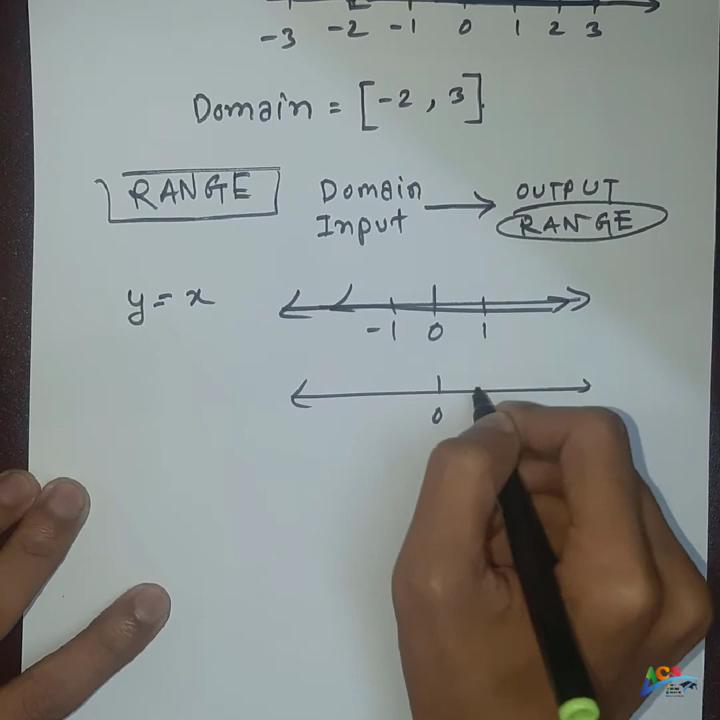 -3 -2 -1 0 1 2 3
Domain = [-2, 3]
RANGE
Domain → OUTPUT
Input RANGE
y = x
-1 0 1
0
ACS